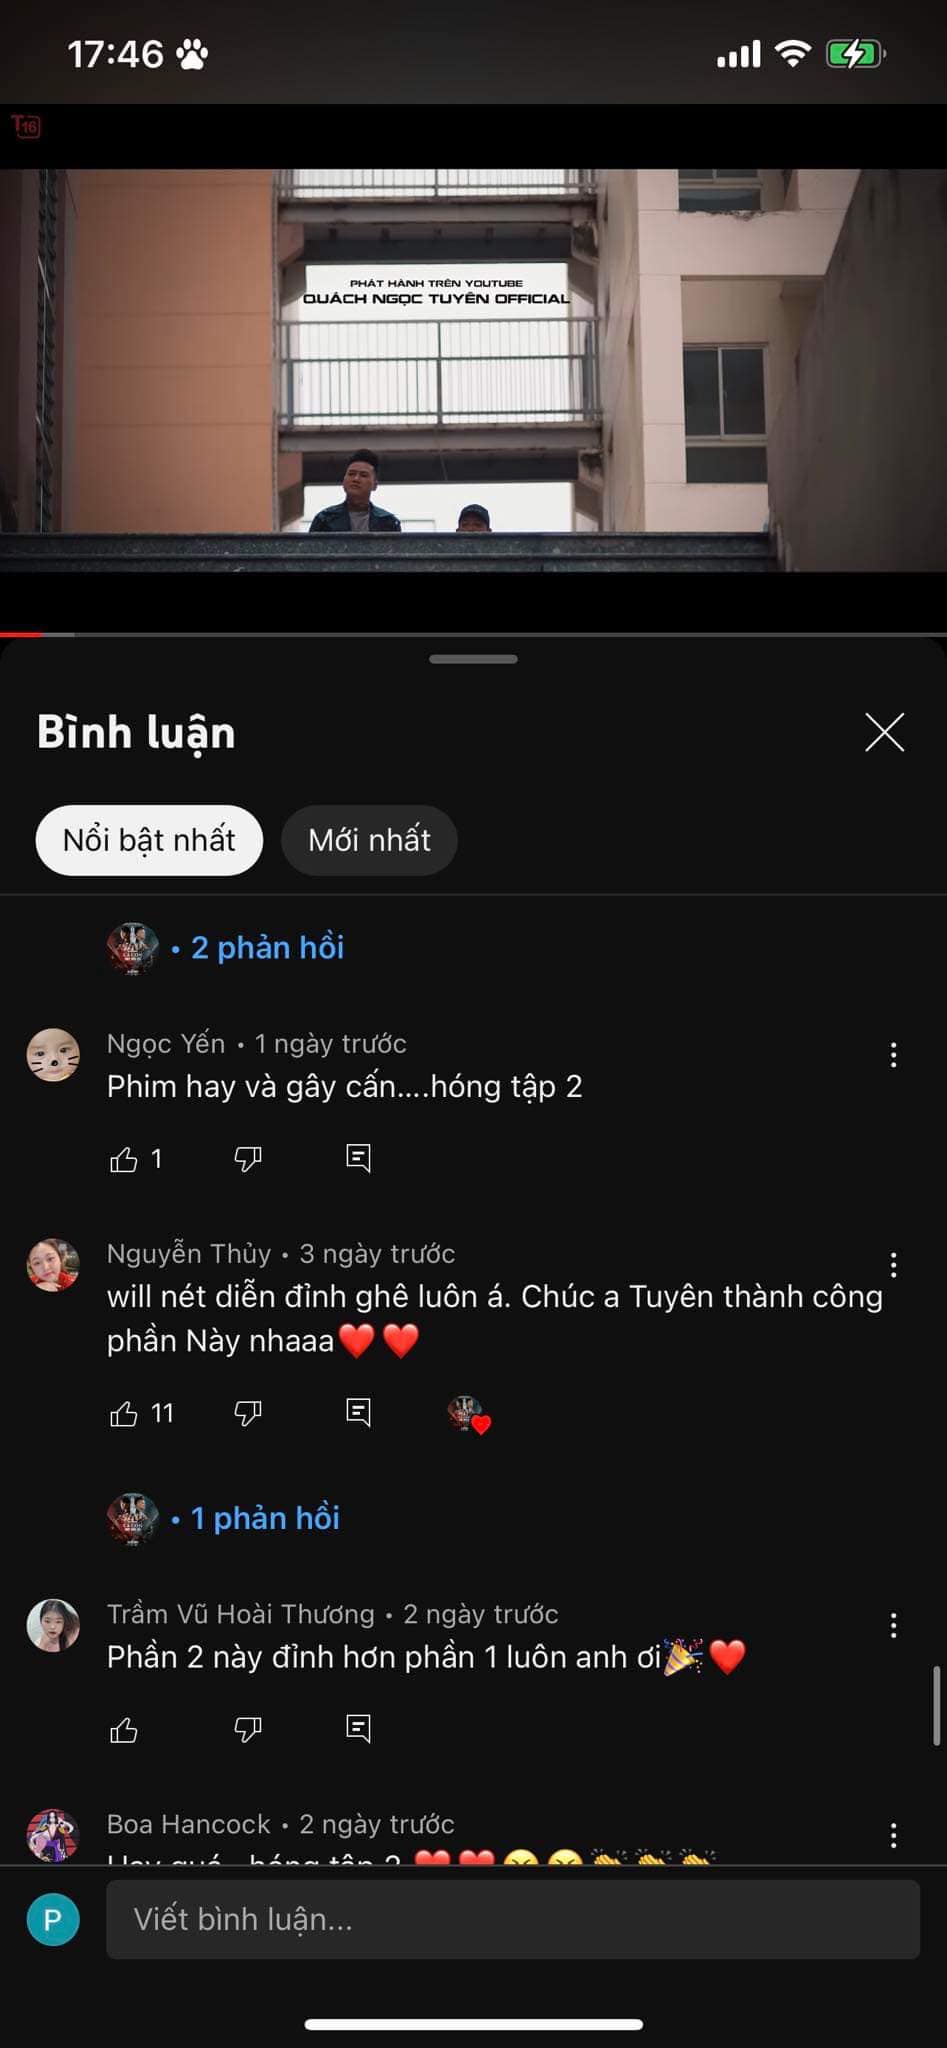 17:46
T16
PHÁT HÀNH TRÊN YOUTUBE
QUÁCH NGỌC TUYÊN OFFICIAL
Bình luận
Nổi bật nhất
Mới nhất
• 2 phản hồi
Ngọc Yến • 1 ngày trước
Phim hay và gây cấn....hóng tập 2
1
Nguyễn Thủy • 3 ngày trước
will nét diễn đỉnh ghê luôn á. Chúc a Tuyên thành công
phần Này nhaaa❤️❤️
11
• 1 phản hồi
Trầm Vũ Hoài Thương • 2 ngày trước
Phần 2 này đỉnh hơn phần 1 luôn anh ơi🎉❤️
Boa Hancock • 2 ngày trước
hóng tập 2
P
Viết bình luận...